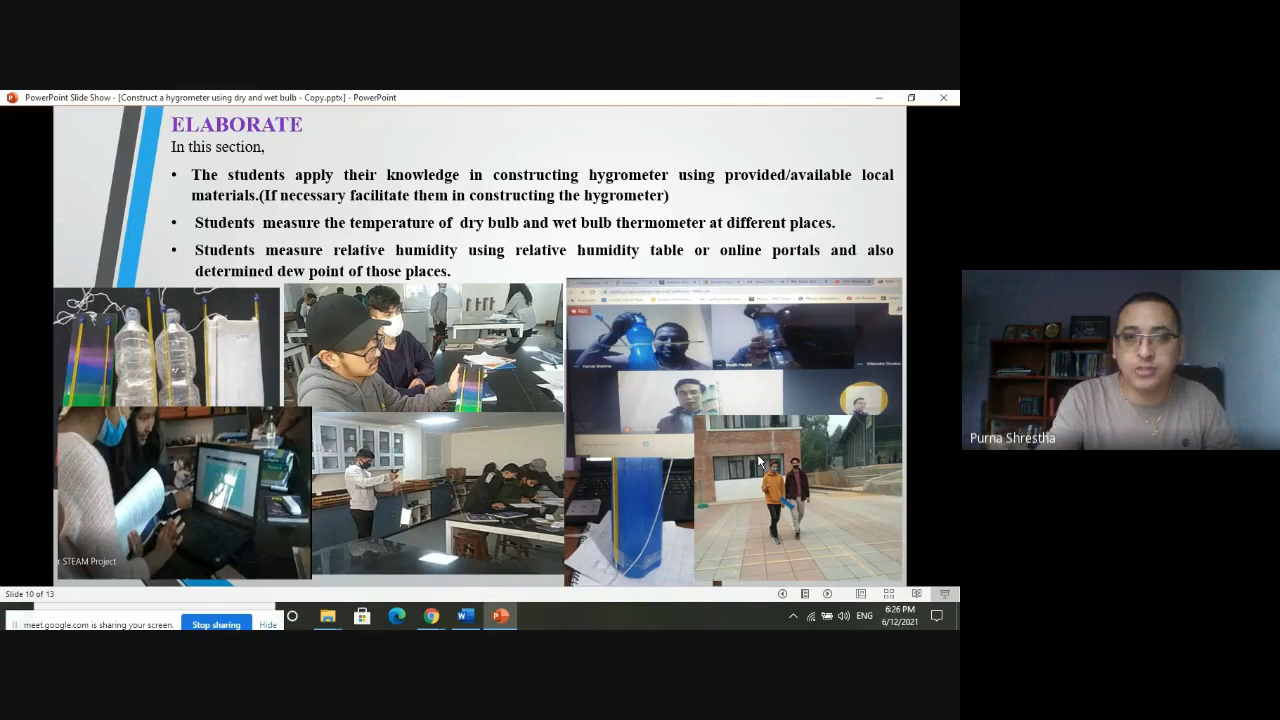 PowerPoint Slide Show - [Construct a hygrometer using dry and wet bulb - Copy.pptx] - PowerPoint
ELABORATE
In this section,
• The students apply their knowledge in constructing hygrometer using provided/available local
materials.(If necessary facilitate them in constructing the hygrometer)
• Students measure the temperature of dry bulb and wet bulb thermometer at different places.
• Students measure relative humidity using relative humidity table or online portals and also
determined dew point of those places.
REC
r STEAM Project
Purna Shrestha
Slide 10 of 13
meet.google.com is sharing your screen.
Stop sharing
Hide
ENG
6:26 PM
6/12/2021